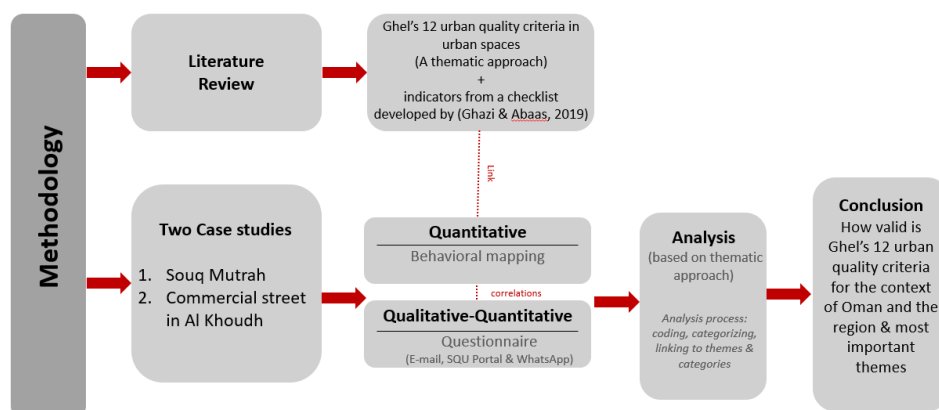 Methodology
Literature
Review
Ghel's 12 urban quality criteria in
urban spaces
(A thematic approach)
+
indicators from a checklist
developed by (Ghazi & Abaas, 2019)
Link
Two Case studies
1. Souq Mutrah
2. Commercial street
in Al Khoudh
Quantitative
Behavioral mapping
correlations
Qualitative-Quantitative
Questionnaire
(E-mail, SQU Portal & WhatsApp)
Analysis
(based on thematic
approach)
Analysis process:
coding, categorizing,
linking to themes &
categories
Conclusion
How valid is
Ghel's 12 urban
quality criteria
for the context
of Oman and the
region & most
important
themes